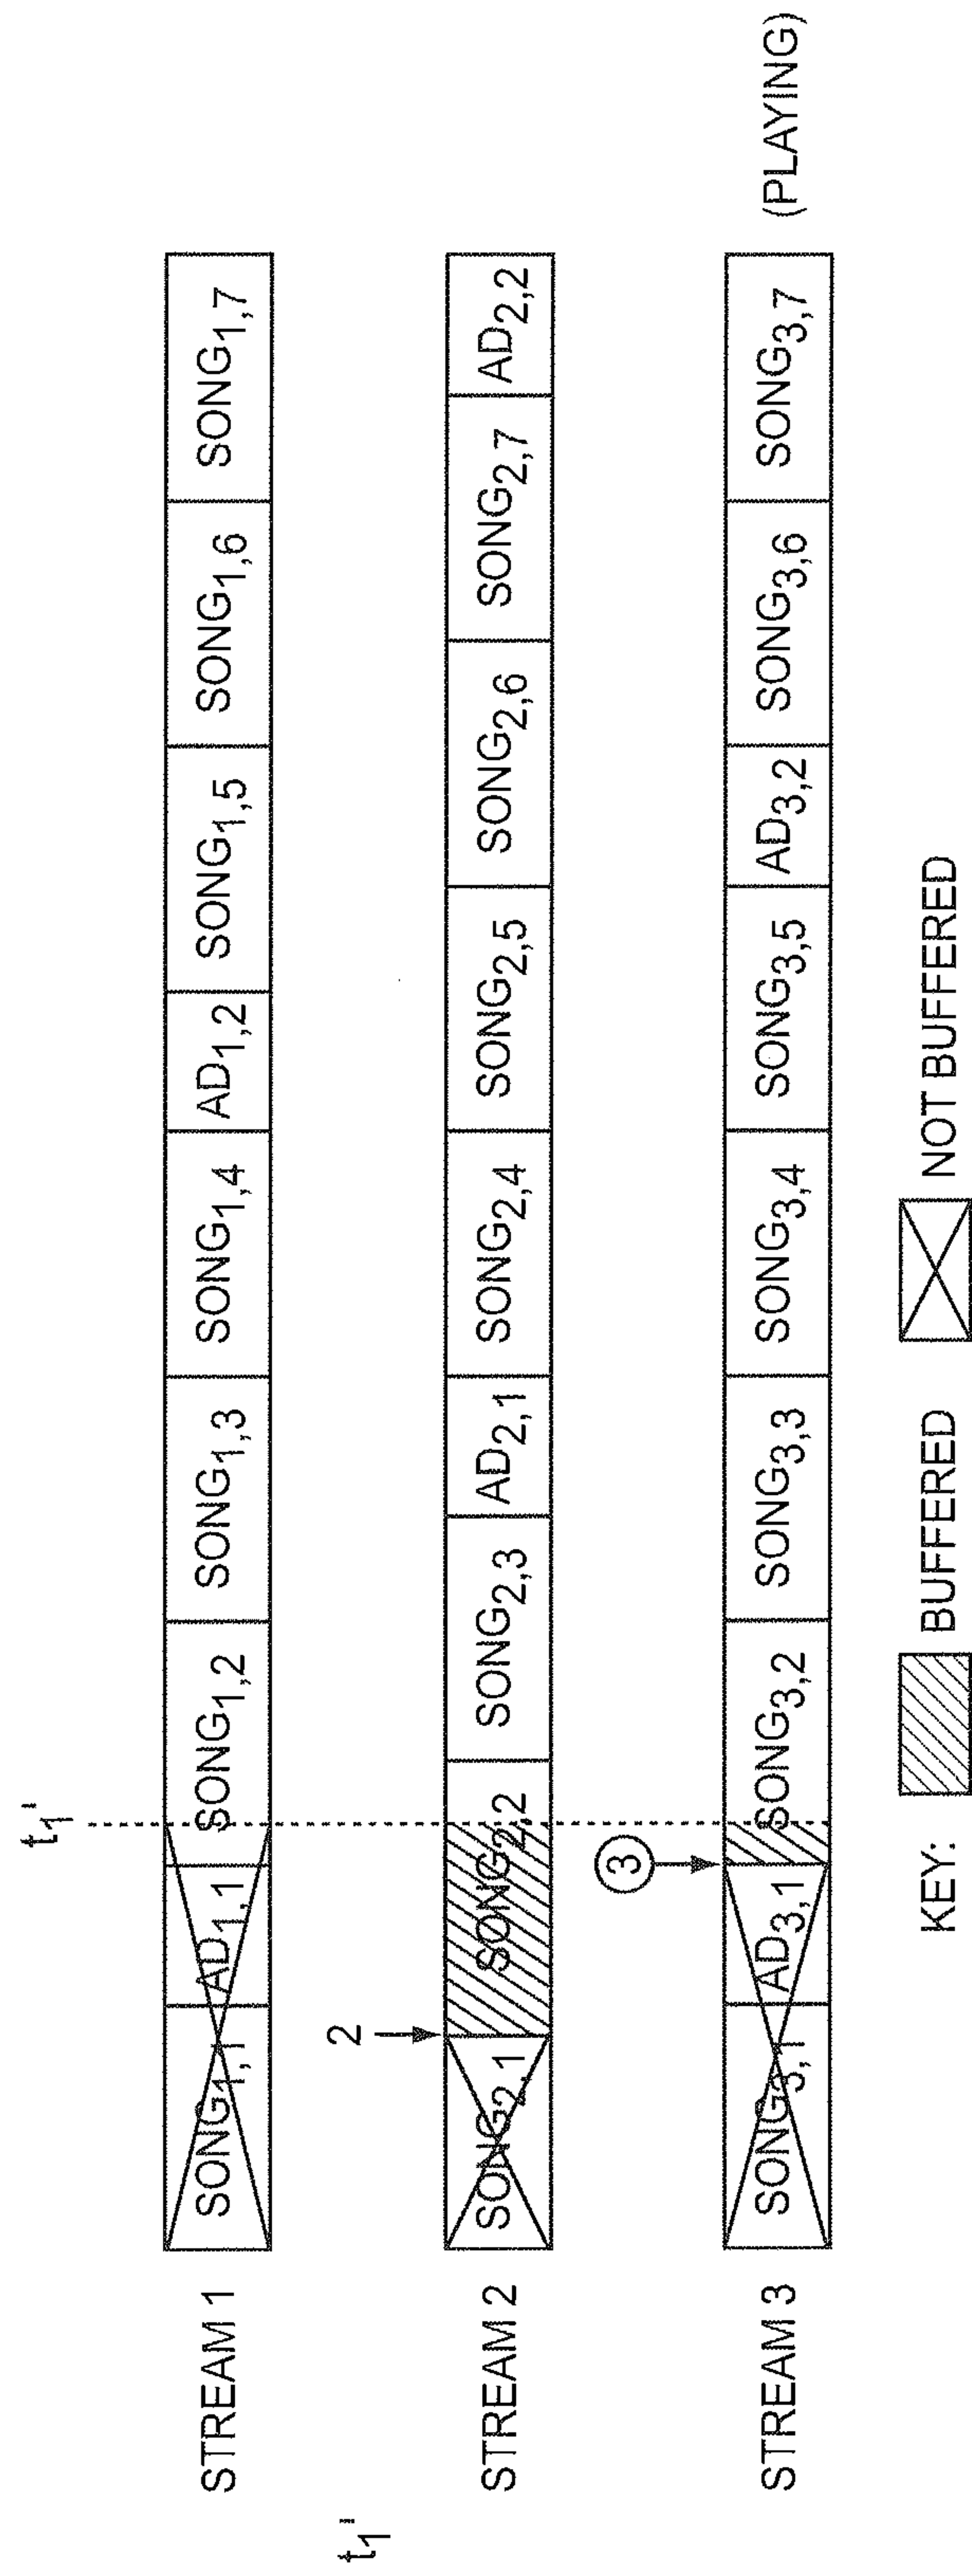 t1'
STREAM 1 SONG1,1 AD1,1 SONG1,2 SONG1,3 SONG1,4 AD1,2 SONG1,5 SONG1,6 SONG1,7
t1'
2
STREAM 2 SONG2,1 SONG2,2 SONG2,3 AD2,1 SONG2,4 SONG2,5 SONG2,6 SONG2,7 AD2,2
3
STREAM 3 SONG3,1 AD3,1 SONG3,2 SONG3,3 SONG3,4 SONG3,5 AD3,2 SONG3,6 SONG3,7 (PLAYING)
KEY: BUFFERED NOT BUFFERED